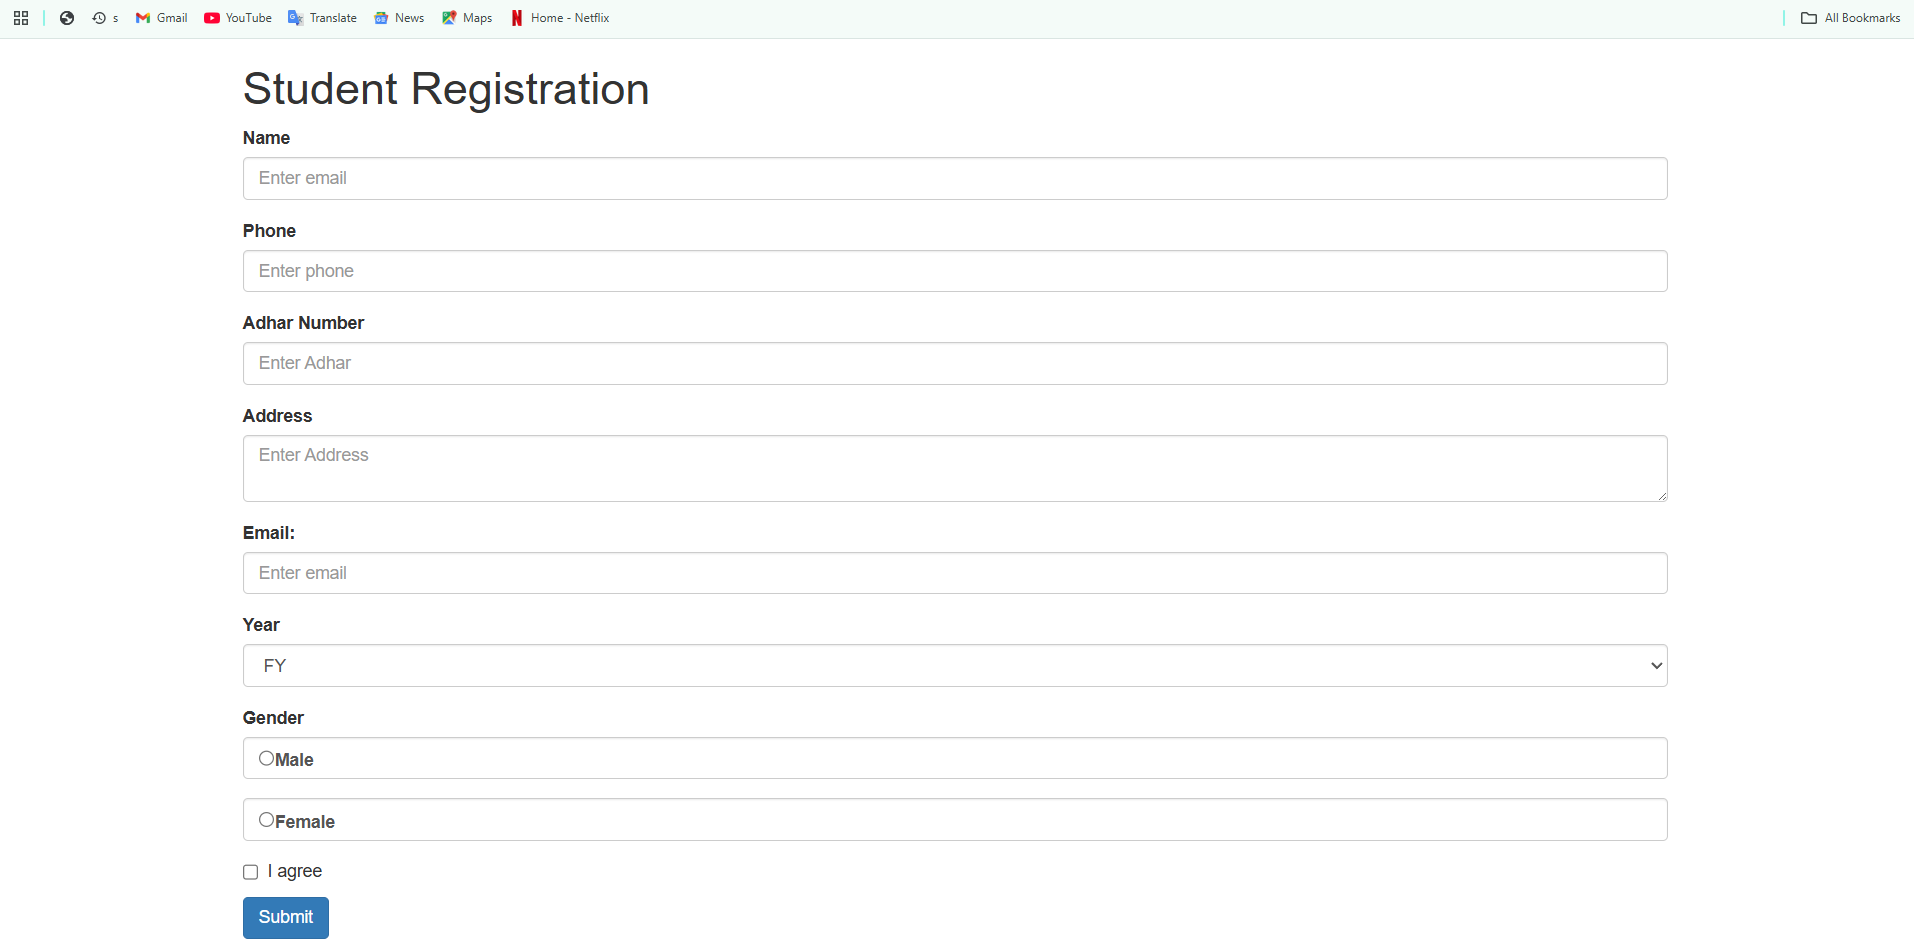 s Gmail YouTube Translate News Maps Home - Netflix All Bookmarks
Student Registration
Name
Enter email
Phone
Enter phone
Adhar Number
Enter Adhar
Address
Enter Address
Email:
Enter email
Year
FY
Gender
Male
Female
I agree
Submit